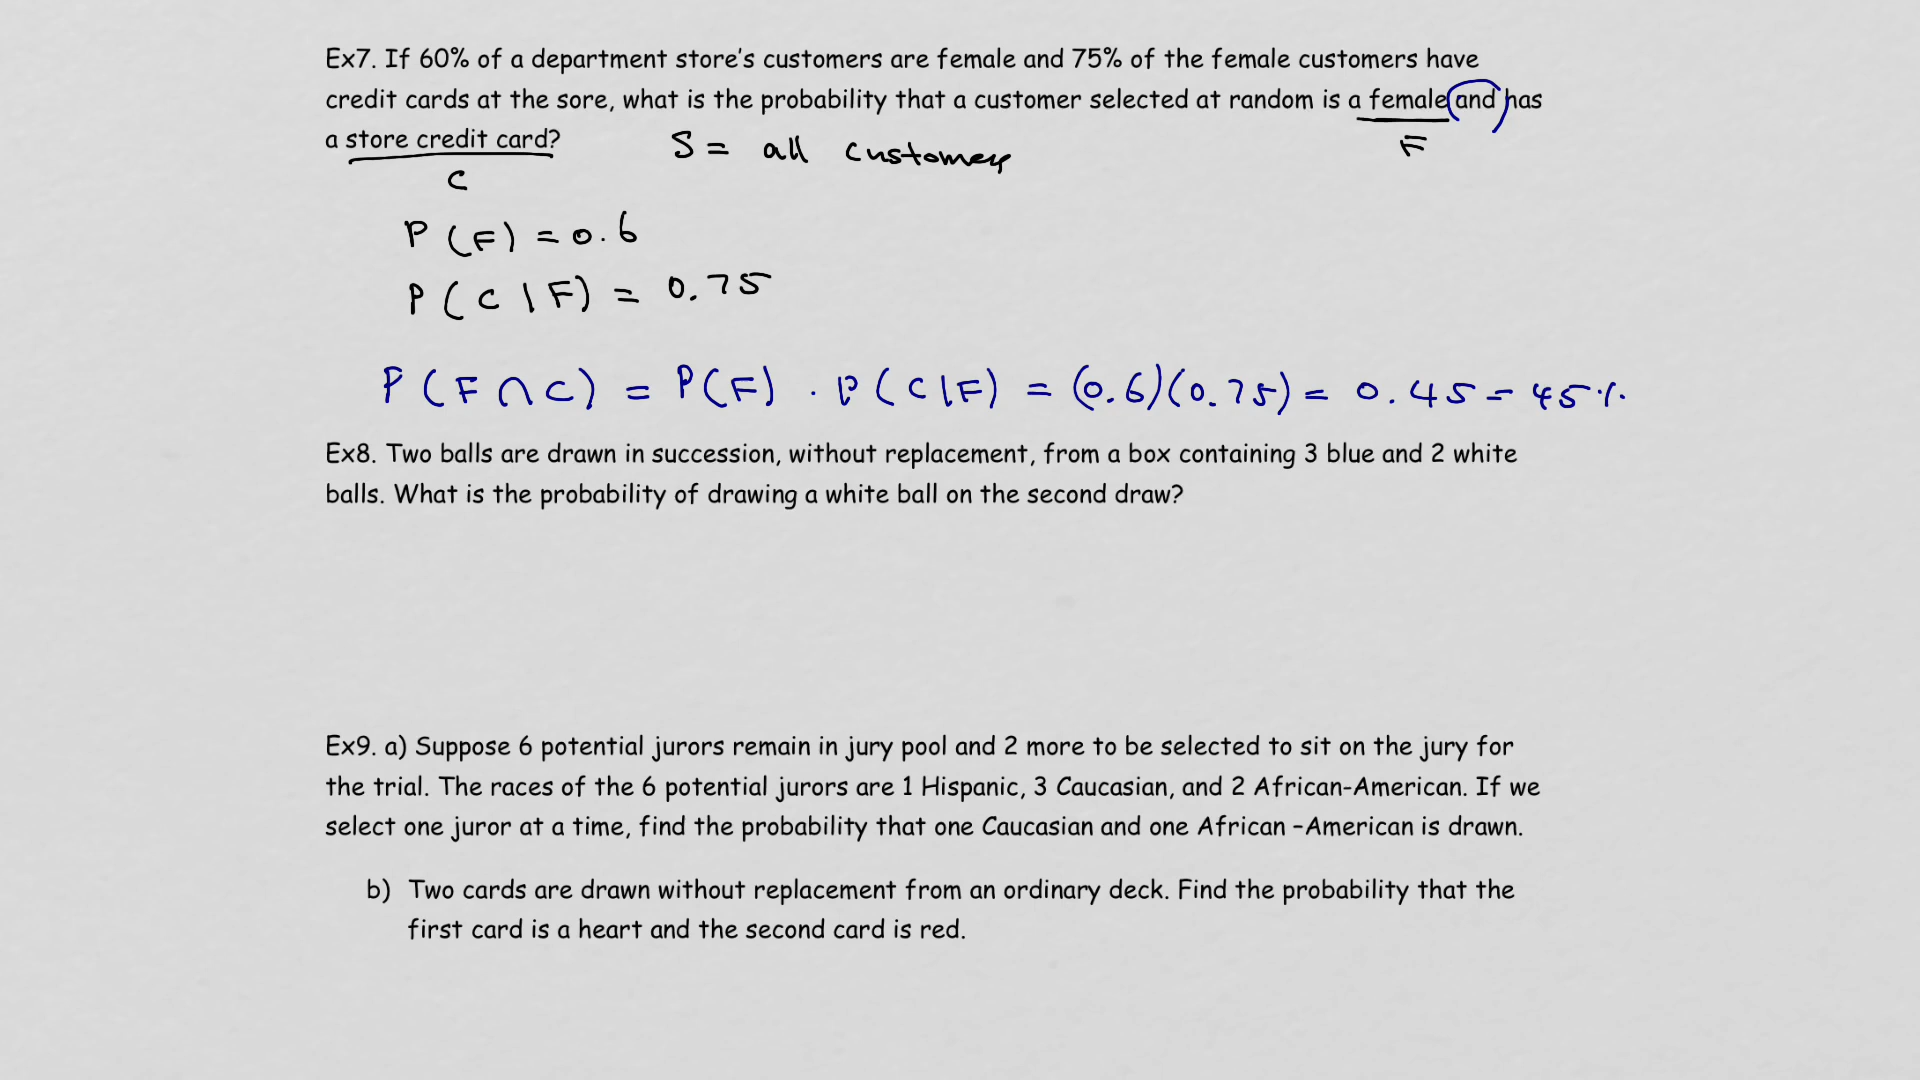 Ex7. If 60% of a department store's customers are female and 75% of the female customers have
credit cards at the sore, what is the probability that a customer selected at random is a female and has
a store credit card?
S = all customers
F
C
P(F) = 0.6
P(C|F) = 0.75
P(F∩C) = P(F) · P(C|F) = (0.6)(0.75) = 0.45 = 45%
Ex8. Two balls are drawn in succession, without replacement, from a box containing 3 blue and 2 white
balls. What is the probability of drawing a white ball on the second draw?
Ex9. a) Suppose 6 potential jurors remain in jury pool and 2 more to be selected to sit on the jury for
the trial. The races of the 6 potential jurors are 1 Hispanic, 3 Caucasian, and 2 African-American. If we
select one juror at a time, find the probability that one Caucasian and one African –American is drawn.
b) Two cards are drawn without replacement from an ordinary deck. Find the probability that the
first card is a heart and the second card is red.